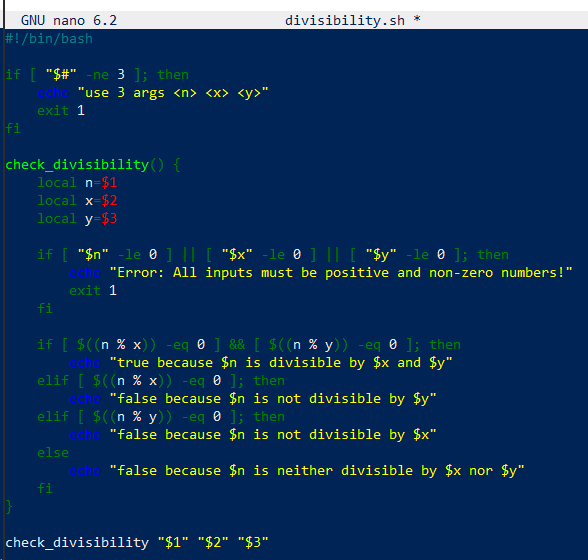 GNU nano 6.2 divisibility.sh *
#!/bin/bash
if [ "$#" -ne 3 ]; then
echo "use 3 args <n> <x> <y>"
exit 1
fi
check_divisibility() {
local n=$1
local x=$2
local y=$3
if [ "$n" -le 0 ] || [ "$x" -le 0 ] || [ "$y" -le 0 ]; then
echo "Error: All inputs must be positive and non-zero numbers!"
exit 1
fi
if [ $((n % x)) -eq 0 ] && [ $((n % y)) -eq 0 ]; then
echo "true because $n is divisible by $x and $y"
elif [ $((n % x)) -eq 0 ]; then
echo "false because $n is not divisible by $y"
elif [ $((n % y)) -eq 0 ]; then
echo "false because $n is not divisible by $x"
else
echo "false because $n is neither divisible by $x nor $y"
fi
}
check_divisibility "$1" "$2" "$3"